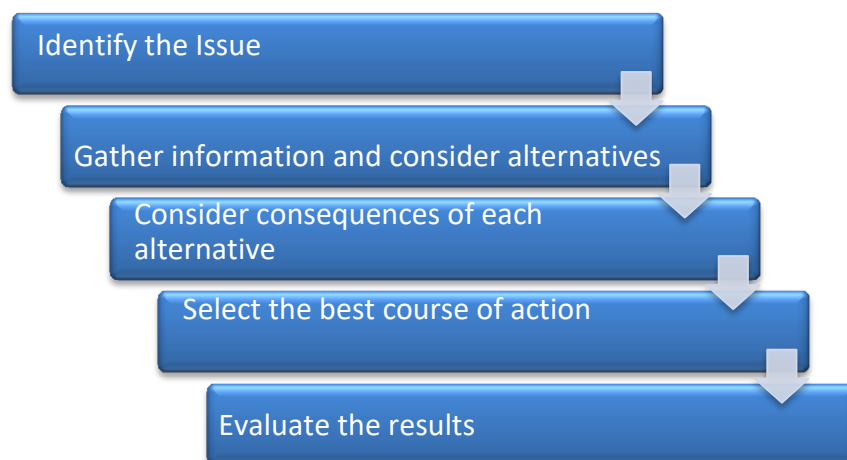 Identify the Issue
Gather information and consider alternatives
Consider consequences of each
alternative
Select the best course of action
Evaluate the results